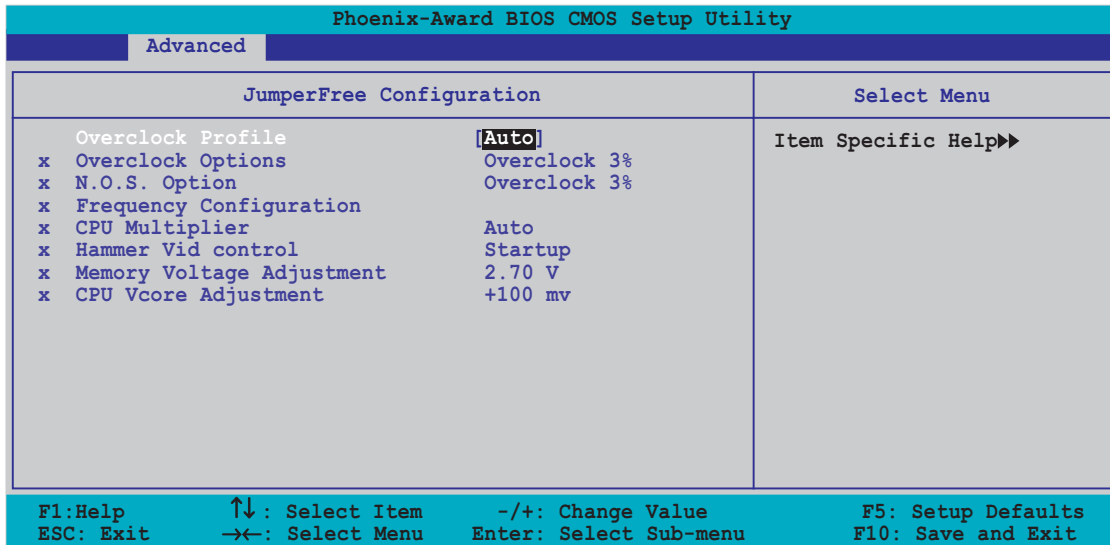 Phoenix-Award BIOS CMOS Setup Utility
Advanced
JumperFree Configuration
Select Menu
Overclock Profile [Auto]
x Overclock Options Overclock 3%
x N.O.S. Option Overclock 3%
x Frequency Configuration
x CPU Multiplier Auto
x Hammer Vid control Startup
x Memory Voltage Adjustment 2.70 V
x CPU Vcore Adjustment +100 mv
Item Specific Help▶▶
F1:Help ↑↓: Select Item -/+: Change Value F5: Setup Defaults
ESC: Exit →←: Select Menu Enter: Select Sub-menu F10: Save and Exit